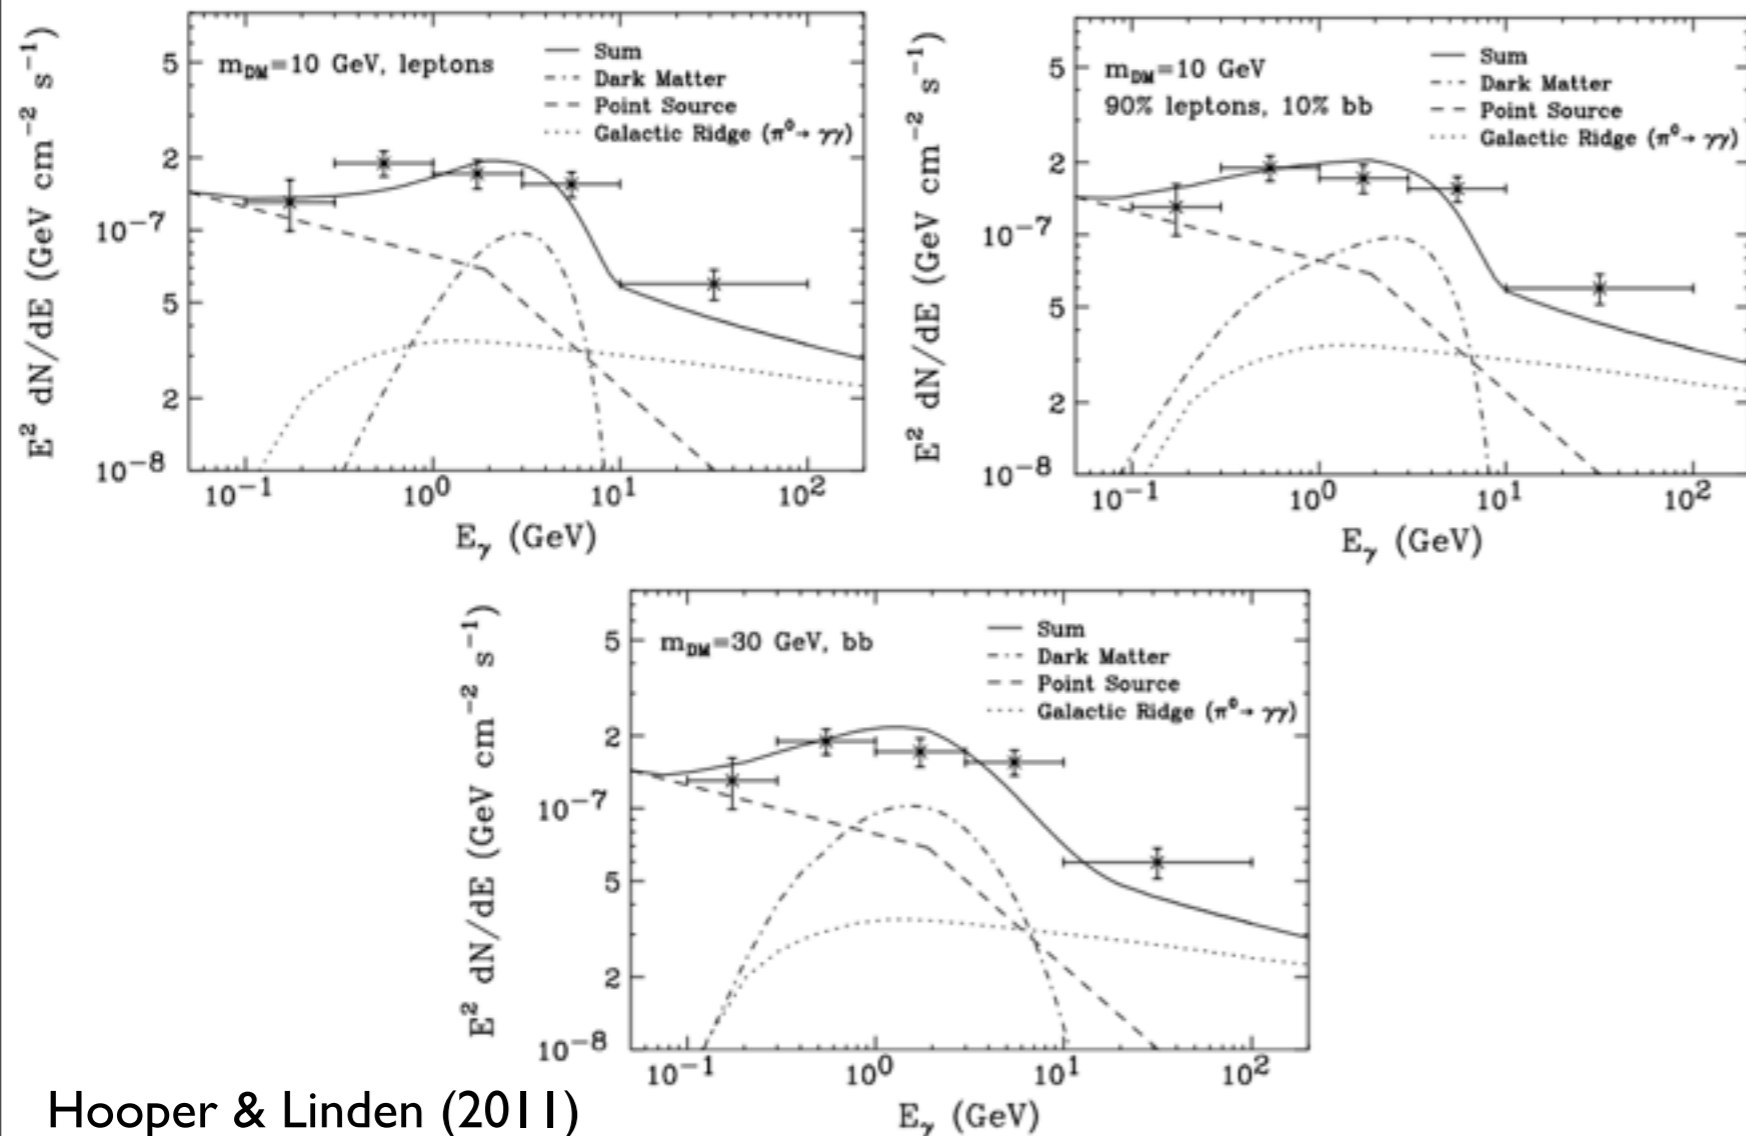 m_DM=10 GeV, leptons
Sum
Dark Matter
Point Source
Galactic Ridge (π⁰→ γγ)
E² dN/dE (GeV cm⁻² s⁻¹)
5
2
10⁻⁷
5
2
10⁻⁸
10⁻¹ 10⁰ 10¹ 10²
E_γ (GeV)
m_DM=10 GeV
90% leptons, 10% bb
Sum
Dark Matter
Point Source
Galactic Ridge (π⁰→ γγ)
E² dN/dE (GeV cm⁻² s⁻¹)
5
2
10⁻⁷
5
2
10⁻⁸
10⁻¹ 10⁰ 10¹ 10²
E_γ (GeV)
m_DM=30 GeV, bb
Sum
Dark Matter
Point Source
Galactic Ridge (π⁰→ γγ)
E² dN/dE (GeV cm⁻² s⁻¹)
5
2
10⁻⁷
5
2
10⁻⁸
10⁻¹ 10⁰ 10¹ 10²
E_γ (GeV)
Hooper & Linden (2011)